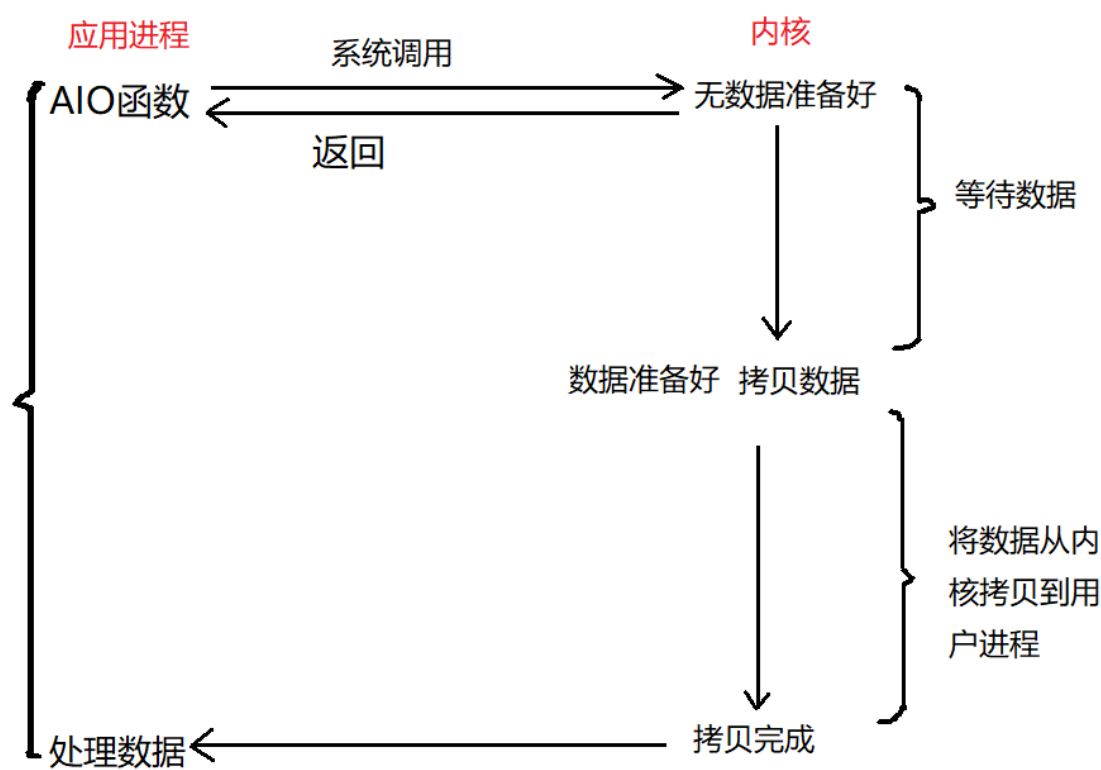 应用进程
内核
系统调用
AIO函数
无数据准备好
返回
等待数据
数据准备好 拷贝数据
将数据从内
核拷贝到用
户进程
拷贝完成
处理数据